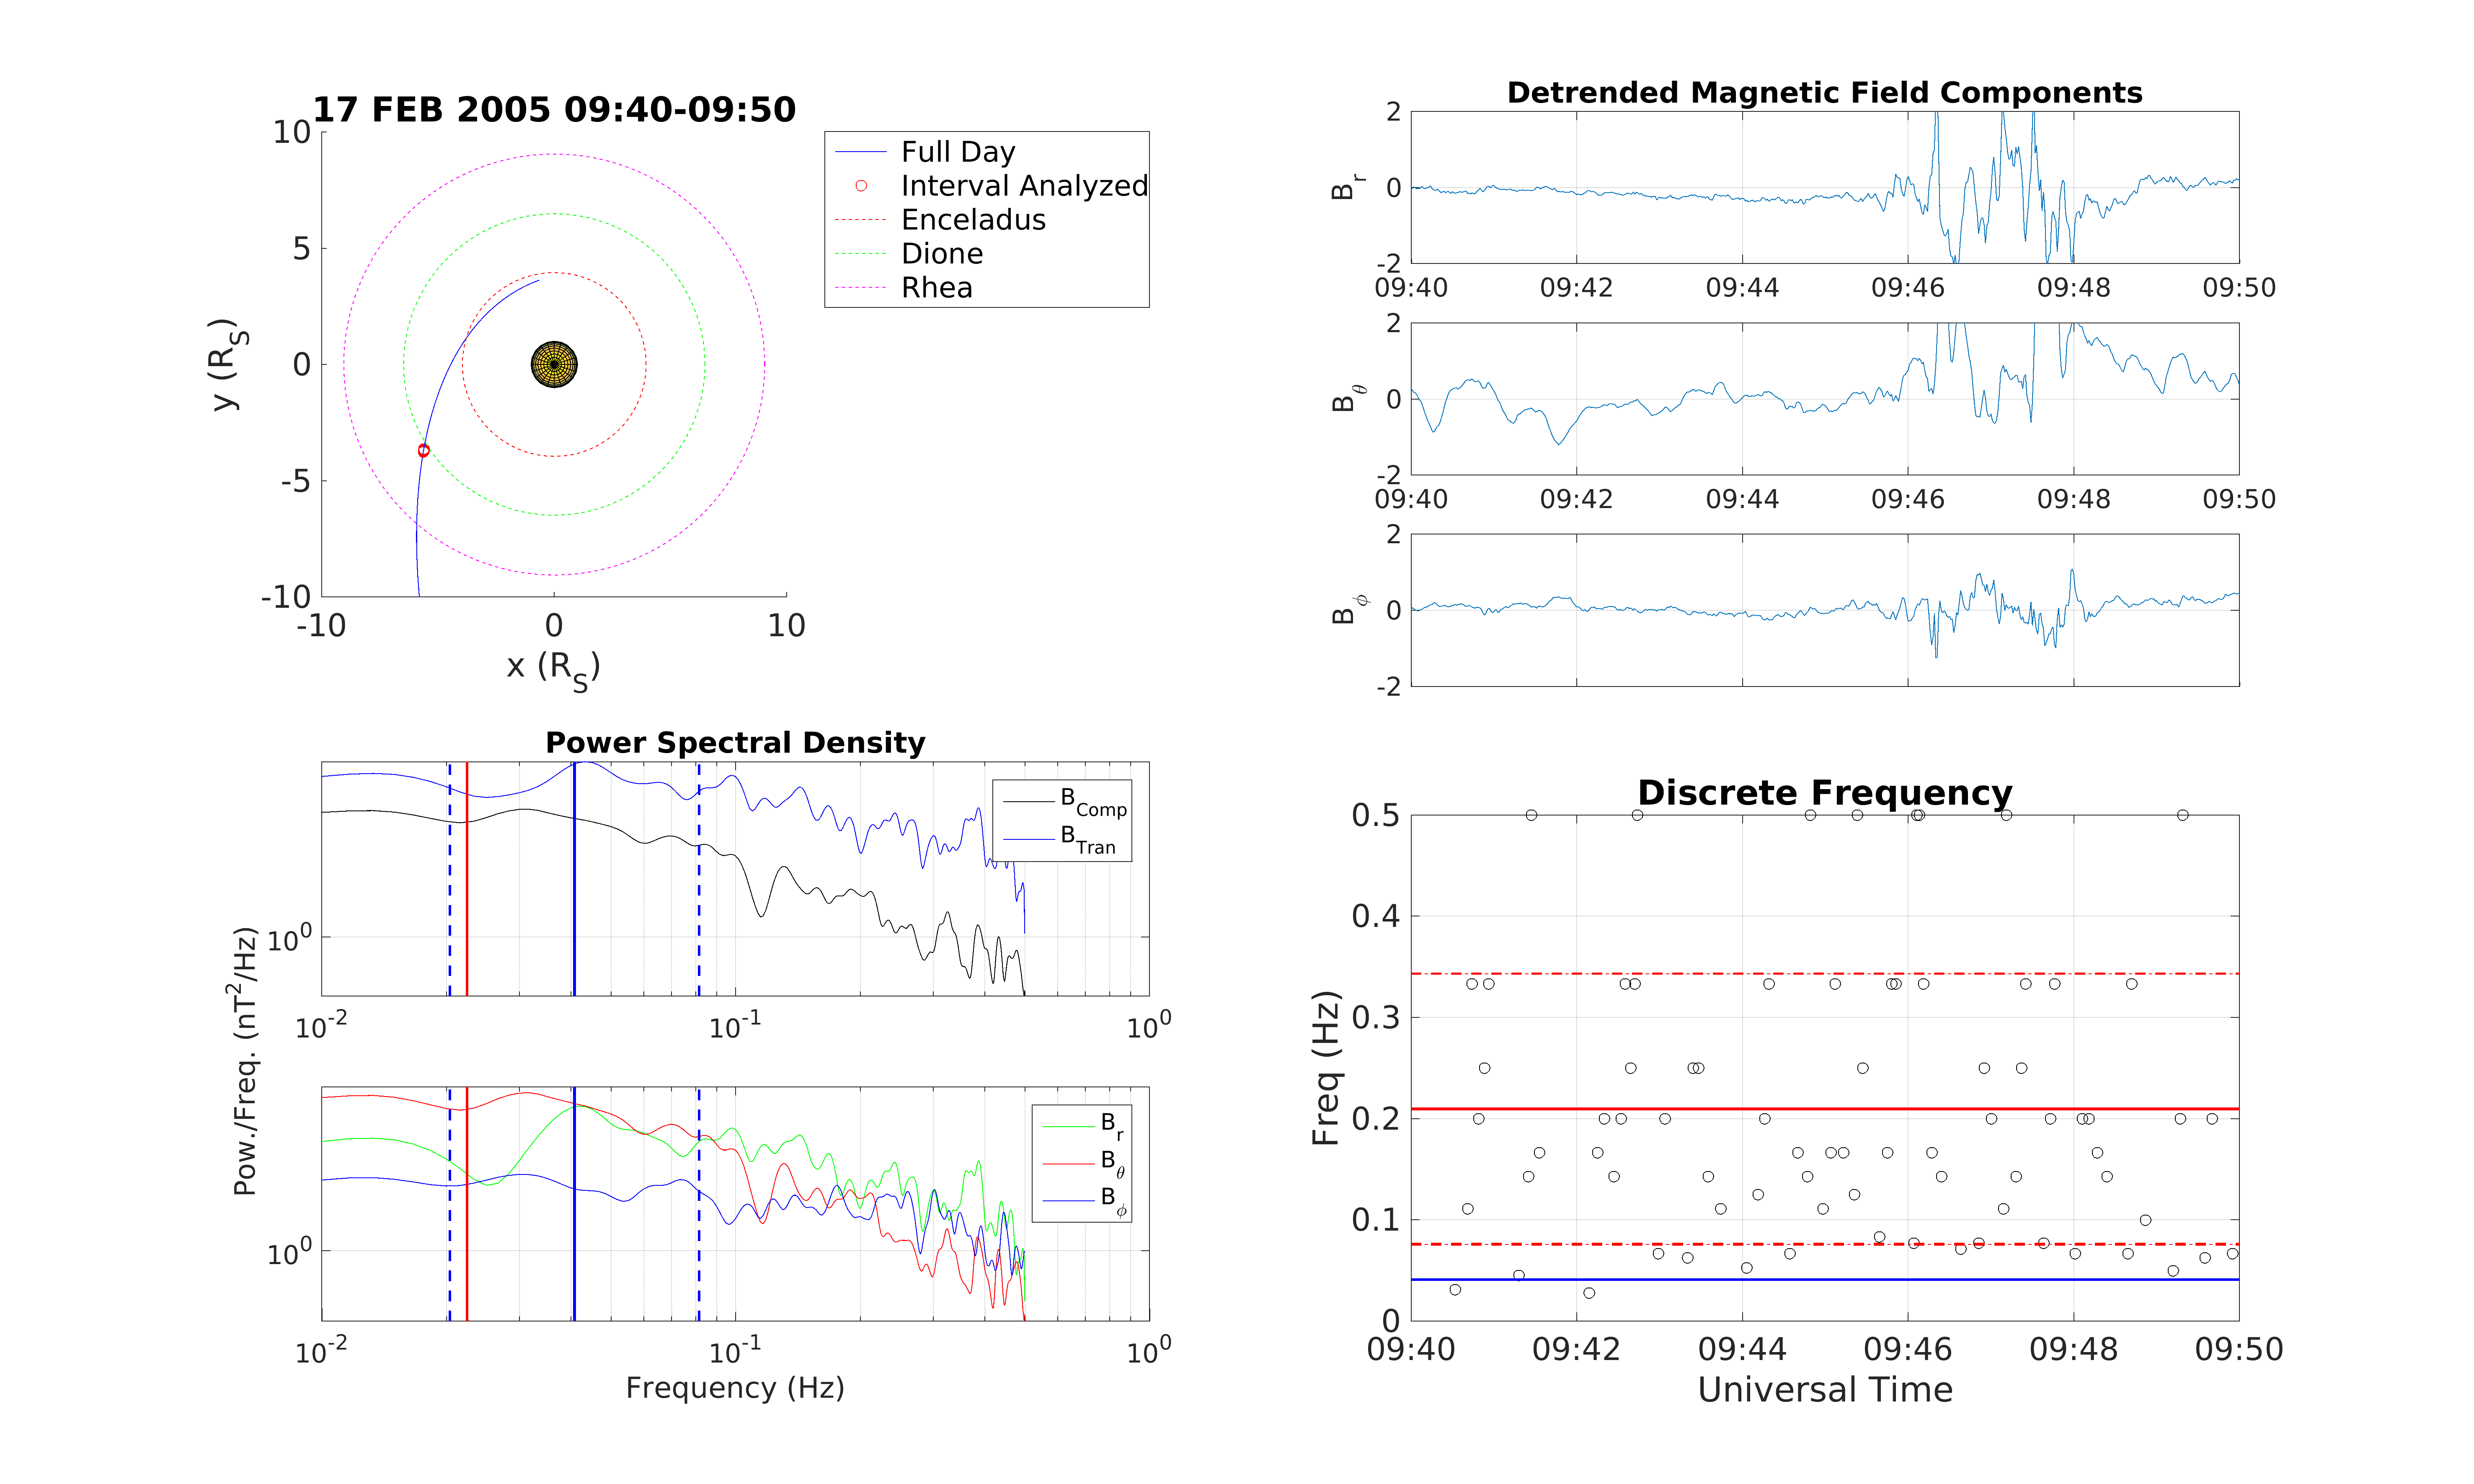 17 FEB 2005 09:40-09:50
10
5
0
-5
-10
-10 0 10
y (R_S)
x (R_S)
Full Day
Interval Analyzed
Enceladus
Dione
Rhea
Detrended Magnetic Field Components
2
0
-2
B_r
09:40 09:42 09:44 09:46 09:48 09:50
2
0
-2
B_θ
09:40 09:42 09:44 09:46 09:48 09:50
2
0
-2
B_ϕ
Power Spectral Density
B_Comp
B_Tran
10^0
10^-2 10^-1 10^0
Pow./Freq. (nT^2/Hz)
B_r
B_θ
B_ϕ
10^0
10^-2 10^-1 10^0
Frequency (Hz)
Discrete Frequency
0.5
0.4
0.3
0.2
0.1
0
Freq (Hz)
09:40 09:42 09:44 09:46 09:48 09:50
Universal Time